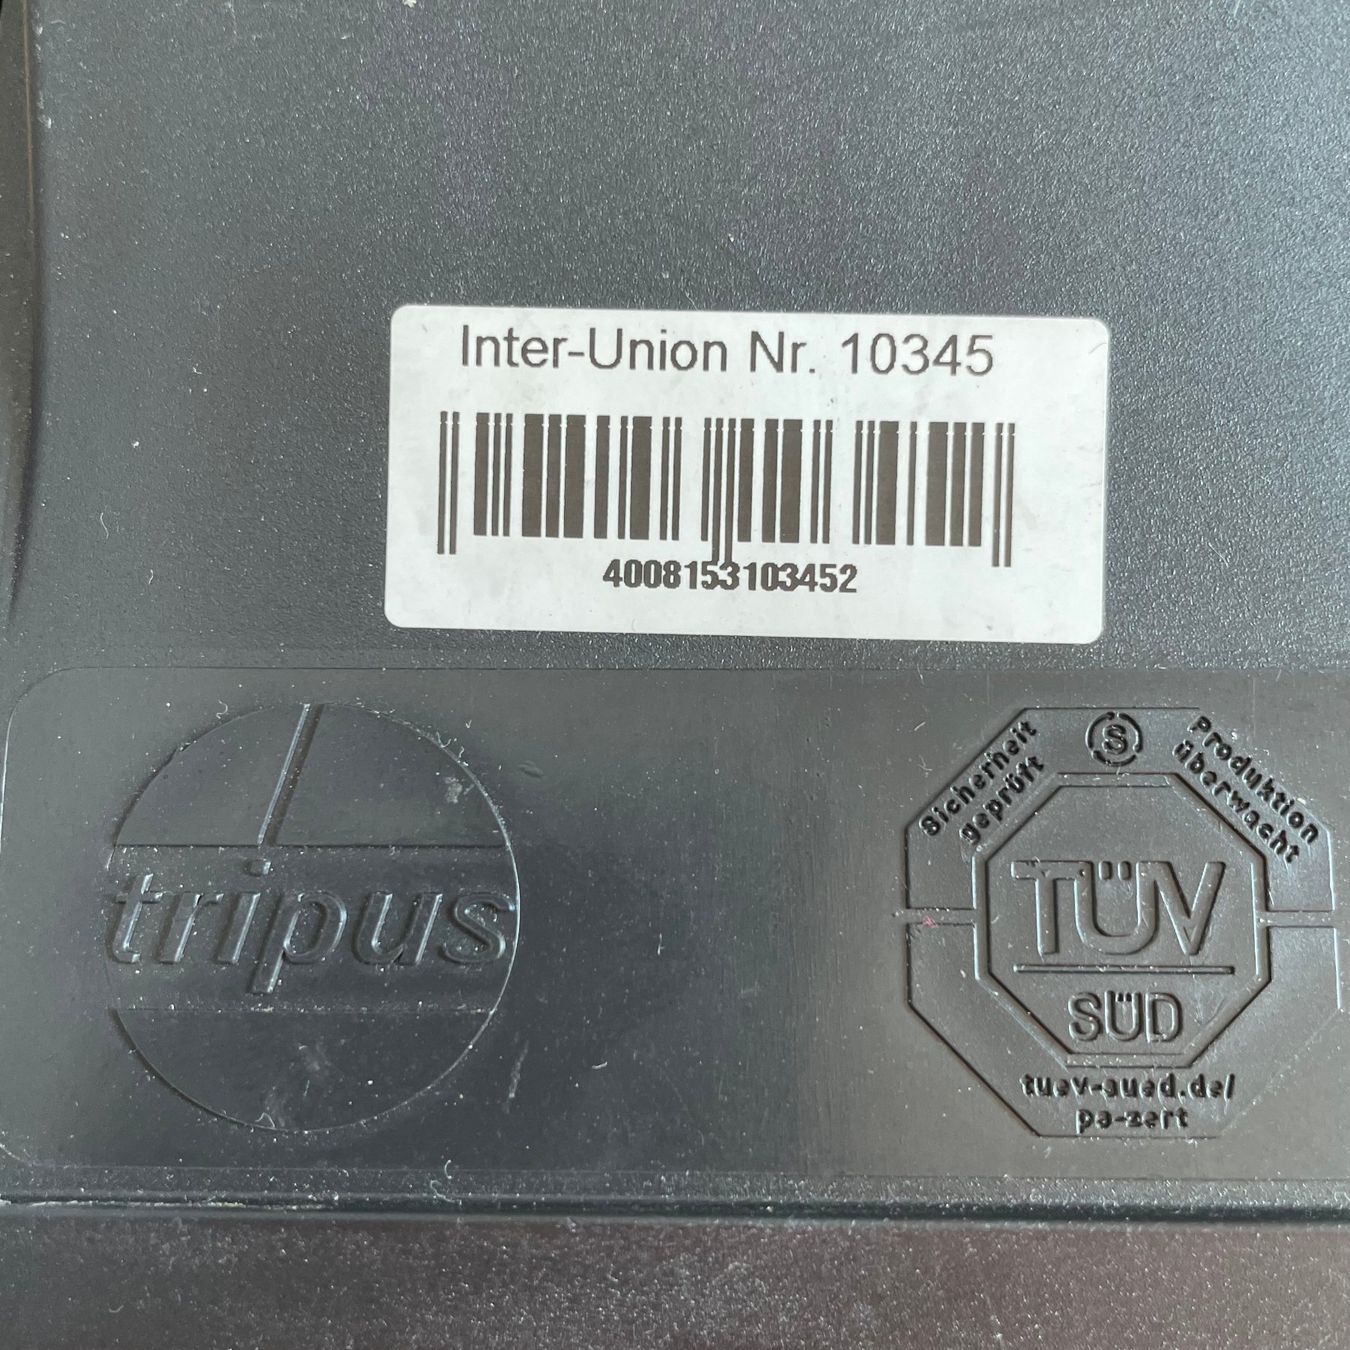 Inter-Union Nr. 10345
4008153103452
tripus
Sicherheit
geprüft
S
Produktion
überwacht
TÜV
SÜD
tuev-sued.de/
ps-zert